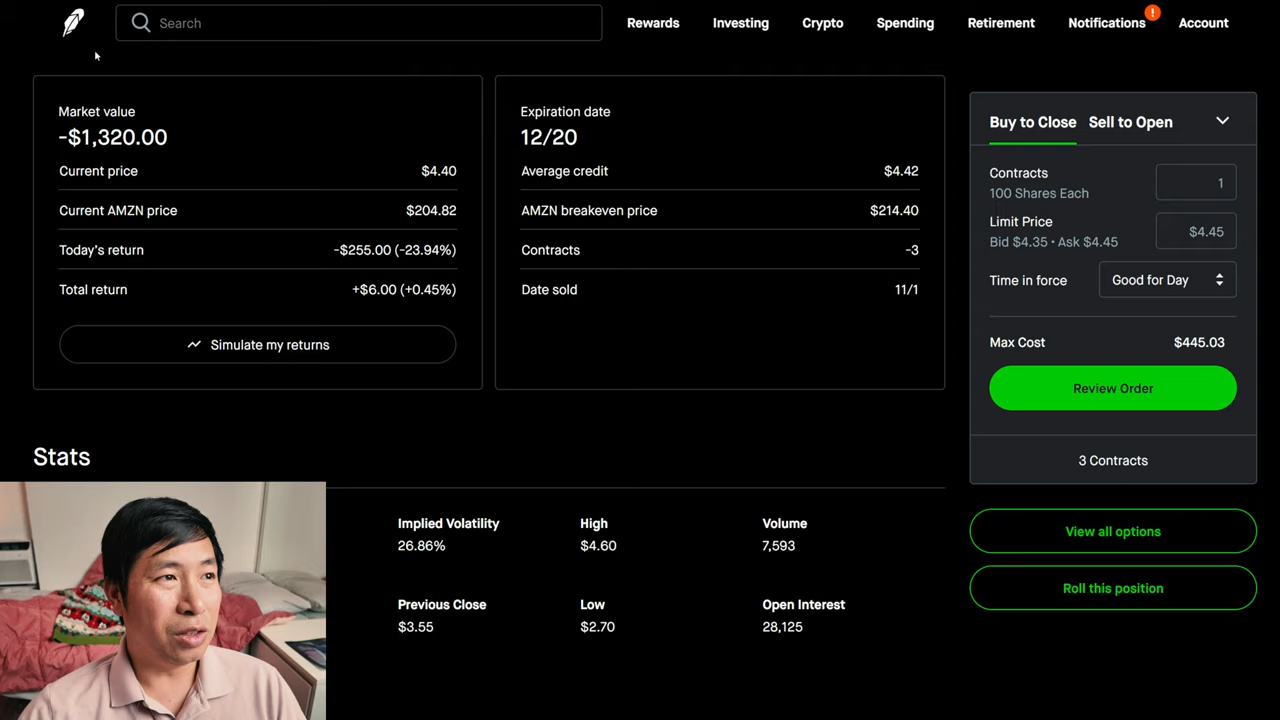 Search
Rewards
Investing
Crypto
Spending
Retirement
Notifications
!
Account
Market value
-$1,320.00
Current price $4.40
Current AMZN price $204.82
Today's return -$255.00 (-23.94%)
Total return +$6.00 (+0.45%)
Simulate my returns
Expiration date
12/20
Average credit $4.42
AMZN breakeven price $214.40
Contracts -3
Date sold 11/1
Buy to Close Sell to Open
Contracts 1
100 Shares Each
Limit Price $4.45
Bid $4.35 • Ask $4.45
Time in force Good for Day
Max Cost $445.03
Review Order
3 Contracts
View all options
Roll this position
Stats
Implied Volatility
26.86%
High
$4.60
Volume
7,593
Previous Close
$3.55
Low
$2.70
Open Interest
28,125